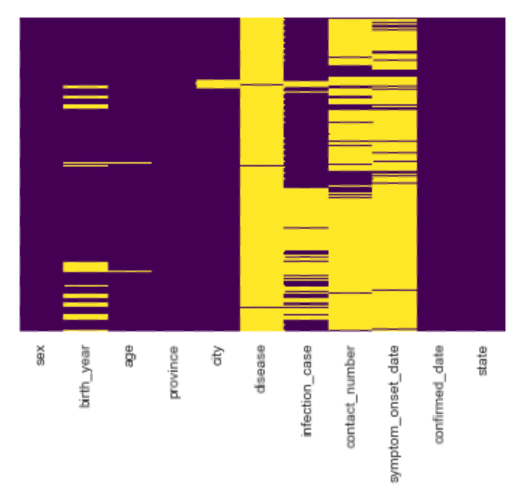 sex
birth_year
age
province
city
disease
infection_case
contact_number
symptom_onset_date
confirmed_date
state